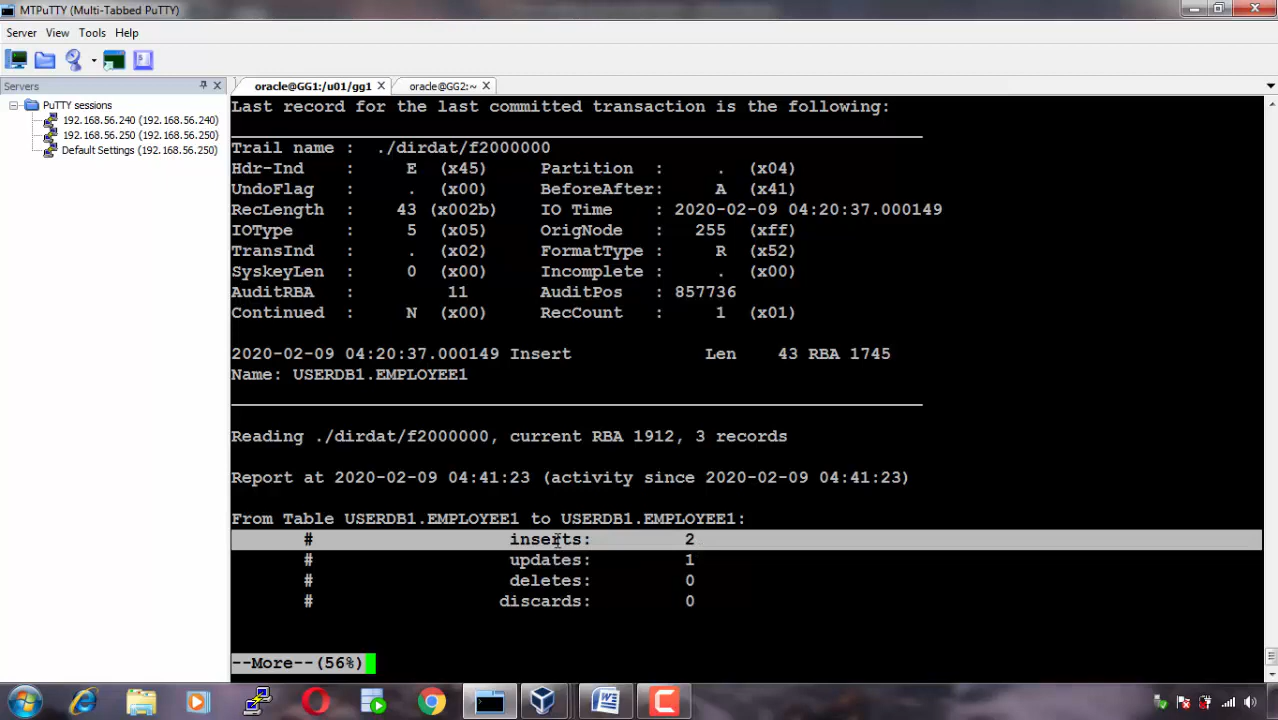 MTPuTTY (Multi-Tabbed PuTTY)
Server View Tools Help
Servers
PuTTY sessions
192.168.56.240 (192.168.56.240)
192.168.56.250 (192.168.56.250)
Default Settings (192.168.56.250)
oracle@GG1:/u01/gg1 oracle@GG2:~
Last record for the last committed transaction is the following:
Trail name : ./dirdat/f2000000
Hdr-Ind : E (x45) Partition : . (x04)
UndoFlag : . (x00) BeforeAfter: A (x41)
RecLength : 43 (x002b) IO Time : 2020-02-09 04:20:37.000149
IOType : 5 (x05) OrigNode : 255 (xff)
TransInd : . (x02) FormatType : R (x52)
SyskeyLen : 0 (x00) Incomplete : . (x00)
AuditRBA : 11 AuditPos : 857736
Continued : N (x00) RecCount : 1 (x01)
2020-02-09 04:20:37.000149 Insert Len 43 RBA 1745
Name: USERDB1.EMPLOYEE1
Reading ./dirdat/f2000000, current RBA 1912, 3 records
Report at 2020-02-09 04:41:23 (activity since 2020-02-09 04:41:23)
From Table USERDB1.EMPLOYEE1 to USERDB1.EMPLOYEE1:
# inserts: 2
# updates: 1
# deletes: 0
# discards: 0
--More--(56%)